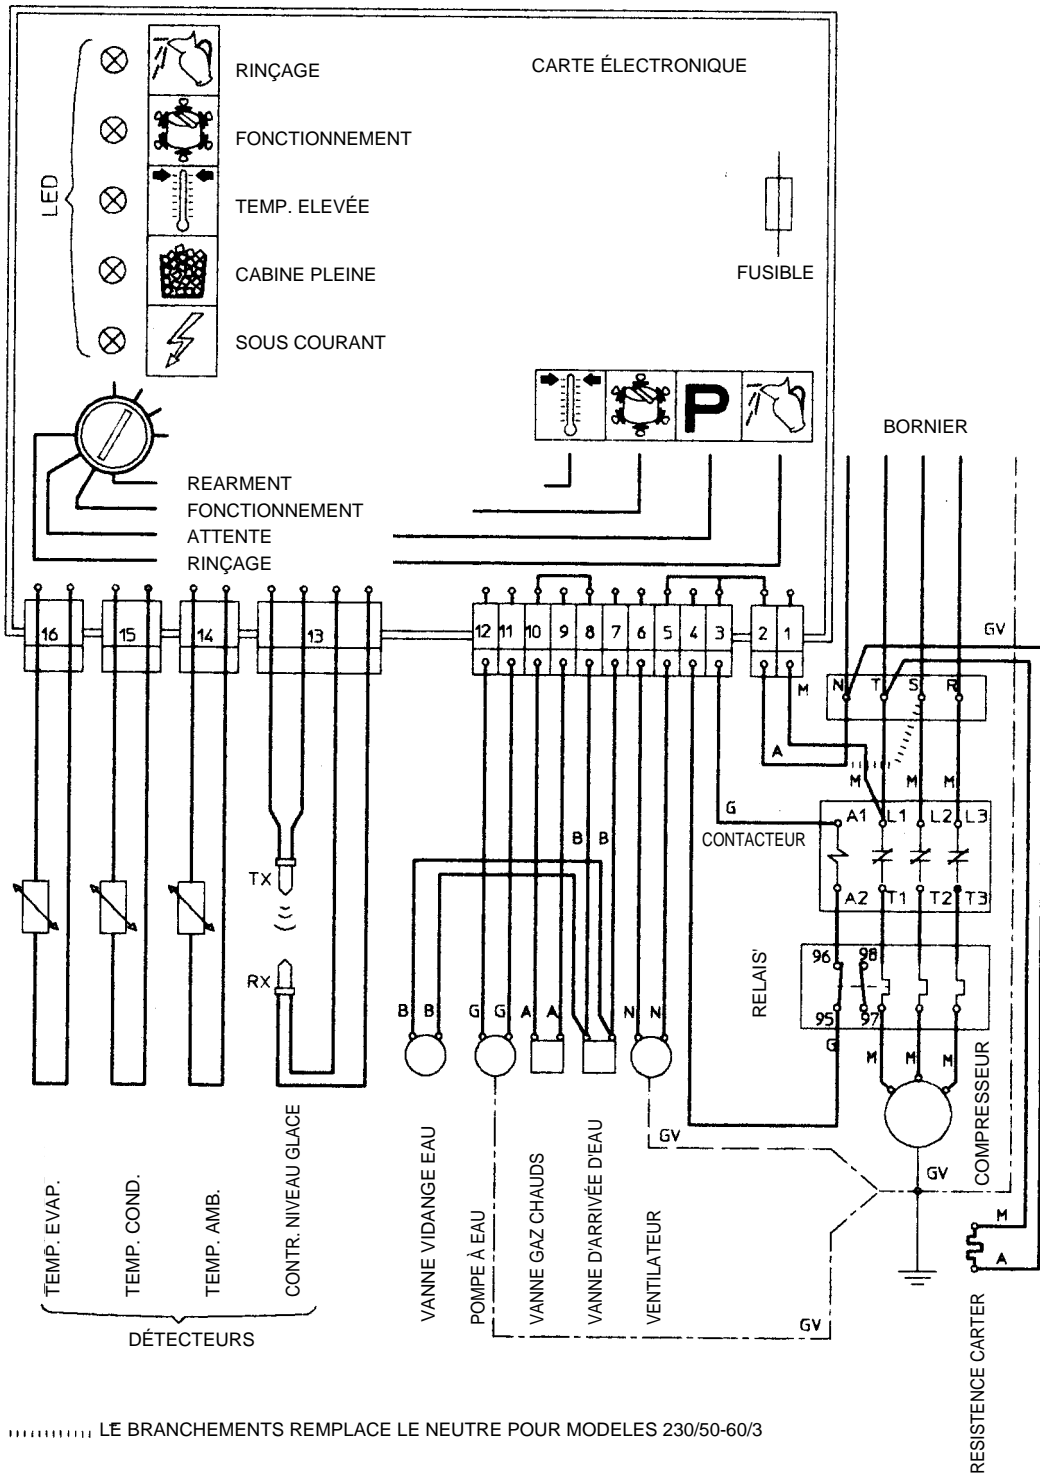 LED
RINÇAGE
CARTE ÉLECTRONIQUE
FONCTIONNEMENT
TEMP. ELEVÉE
CABINE PLEINE
FUSIBLE
SOUS COURANT
P
BORNIER
REARMENT
FONCTIONNEMENT
ATTENTE
RINÇAGE
16 15 14 13 12 11 10 9 8 7 6 5 4 3 2 1
GV
M
N T S R
A
M M M
G
CONTACTEUR
A1 L1 L2 L3
B B
TX
A2 T1 T2 T3
RELAIS'
96 98
RX
95 97
B B G G A A N N
G
M M M
COMPRESSEUR
GV
GV
M
A
TEMP. EVAP.
TEMP. COND.
TEMP. AMB.
CONTR. NIVEAU GLACE
VANNE VIDANGE EAU
POMPE À EAU
VANNE GAZ CHAUDS
VANNE D'ARRIVÉE D'EAU
VENTILATEUR
GV
DÉTECTEURS
RESISTENCE CARTER
LE BRANCHEMENTS REMPLACE LE NEUTRE POUR MODELES 230/50-60/3